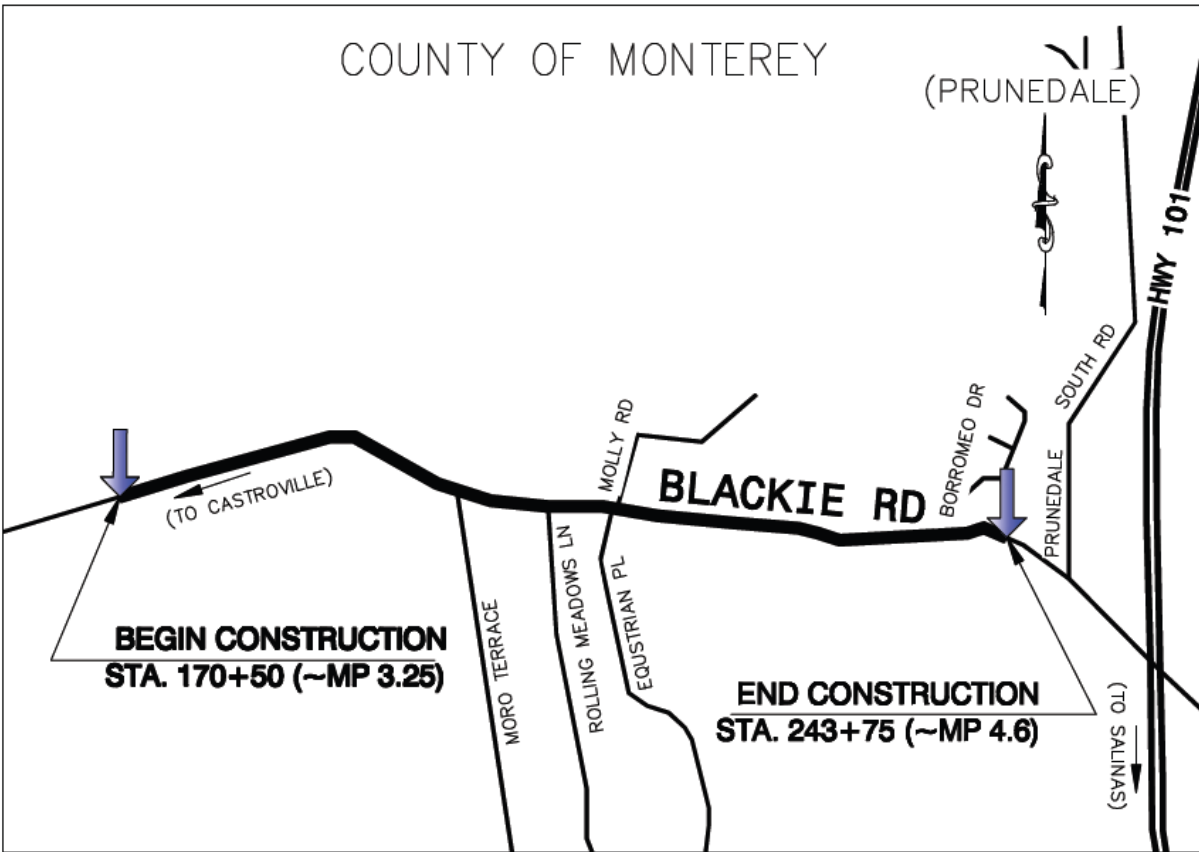 COUNTY OF MONTEREY
(PRUNEDALE)
HWY 101
SOUTH RD
PRUNEDALE
BORROMEO DR
MOLLY RD
BLACKIE RD
(TO CASTROVILLE)
BEGIN CONSTRUCTION
STA. 170+50 (~MP 3.25)
MORO TERRACE
ROLLING MEADOWS LN
EQUSTRIAN PL
END CONSTRUCTION
STA. 243+75 (~MP 4.6)
(TO SALINAS)